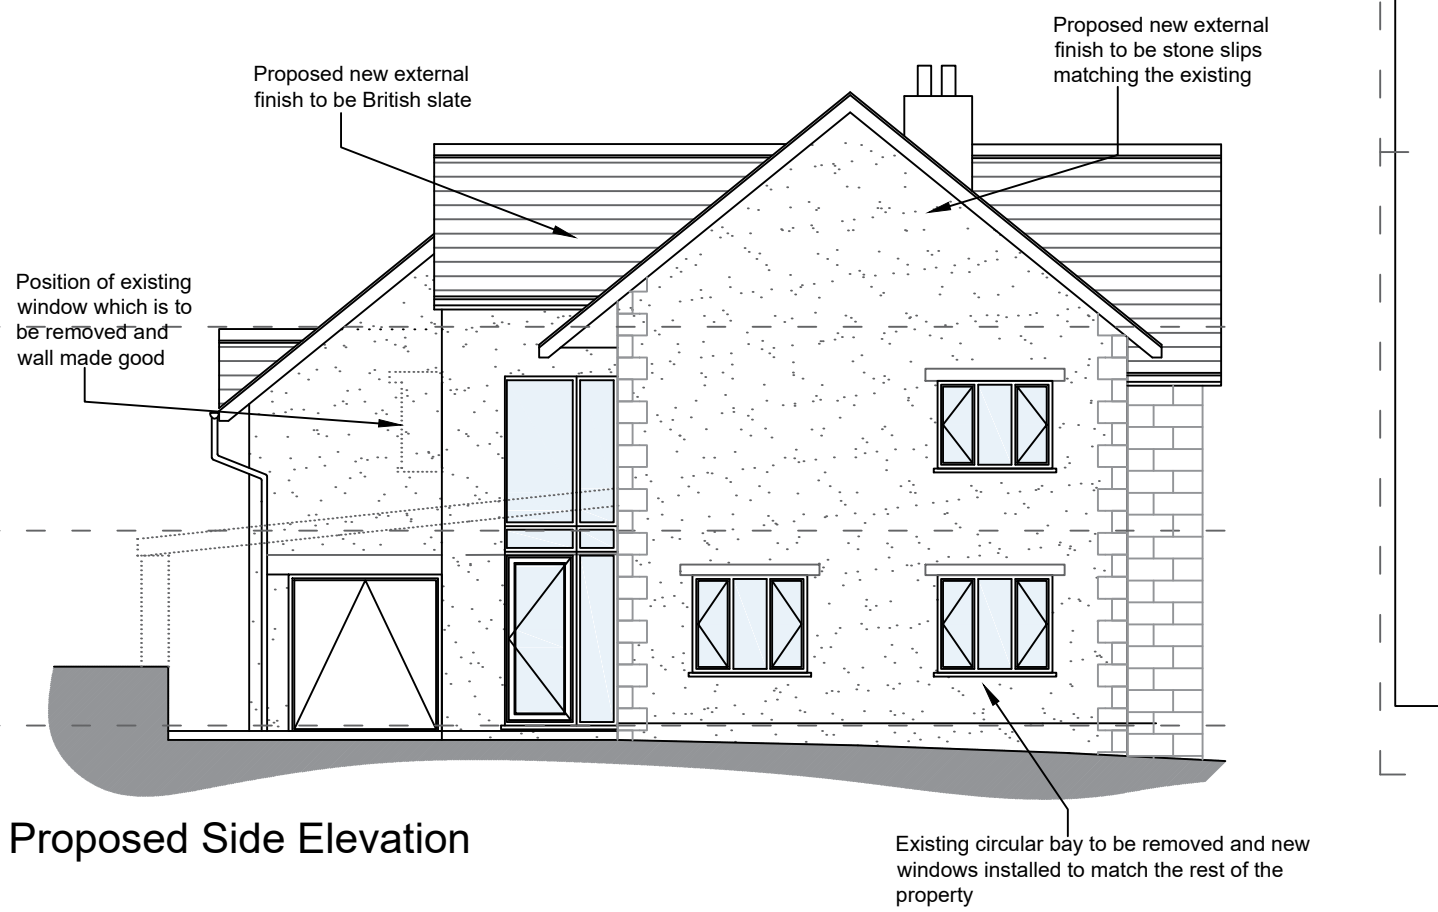 Proposed new external
finish to be stone slips
matching the existing
Proposed new external
finish to be British slate
Position of existing
window which is to
be removed and
wall made good
Proposed Side Elevation
Existing circular bay to be removed and new
windows installed to match the rest of the
property